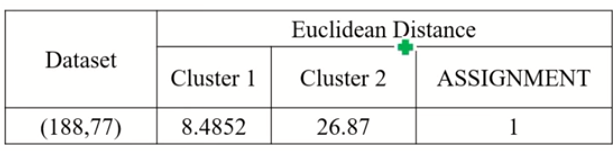 Dataset
Euclidean Distance
Cluster 1 Cluster 2 ASSIGNMENT
(188,77) 8.4852 26.87 1